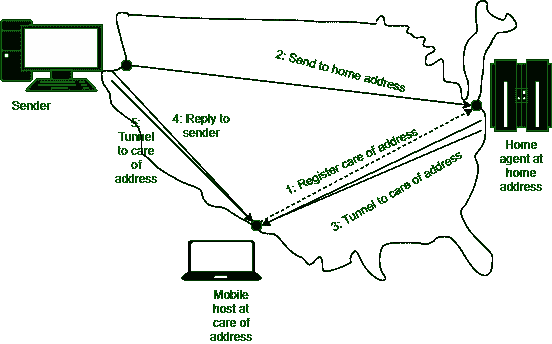 2: Send to home address
Sender
5:
Tunnel
to care
of
address
4: Reply to
sender
1: Register care of address
3: Tunnel to care of address
Home
agent at
home
address
Mobile
host at
care of
address